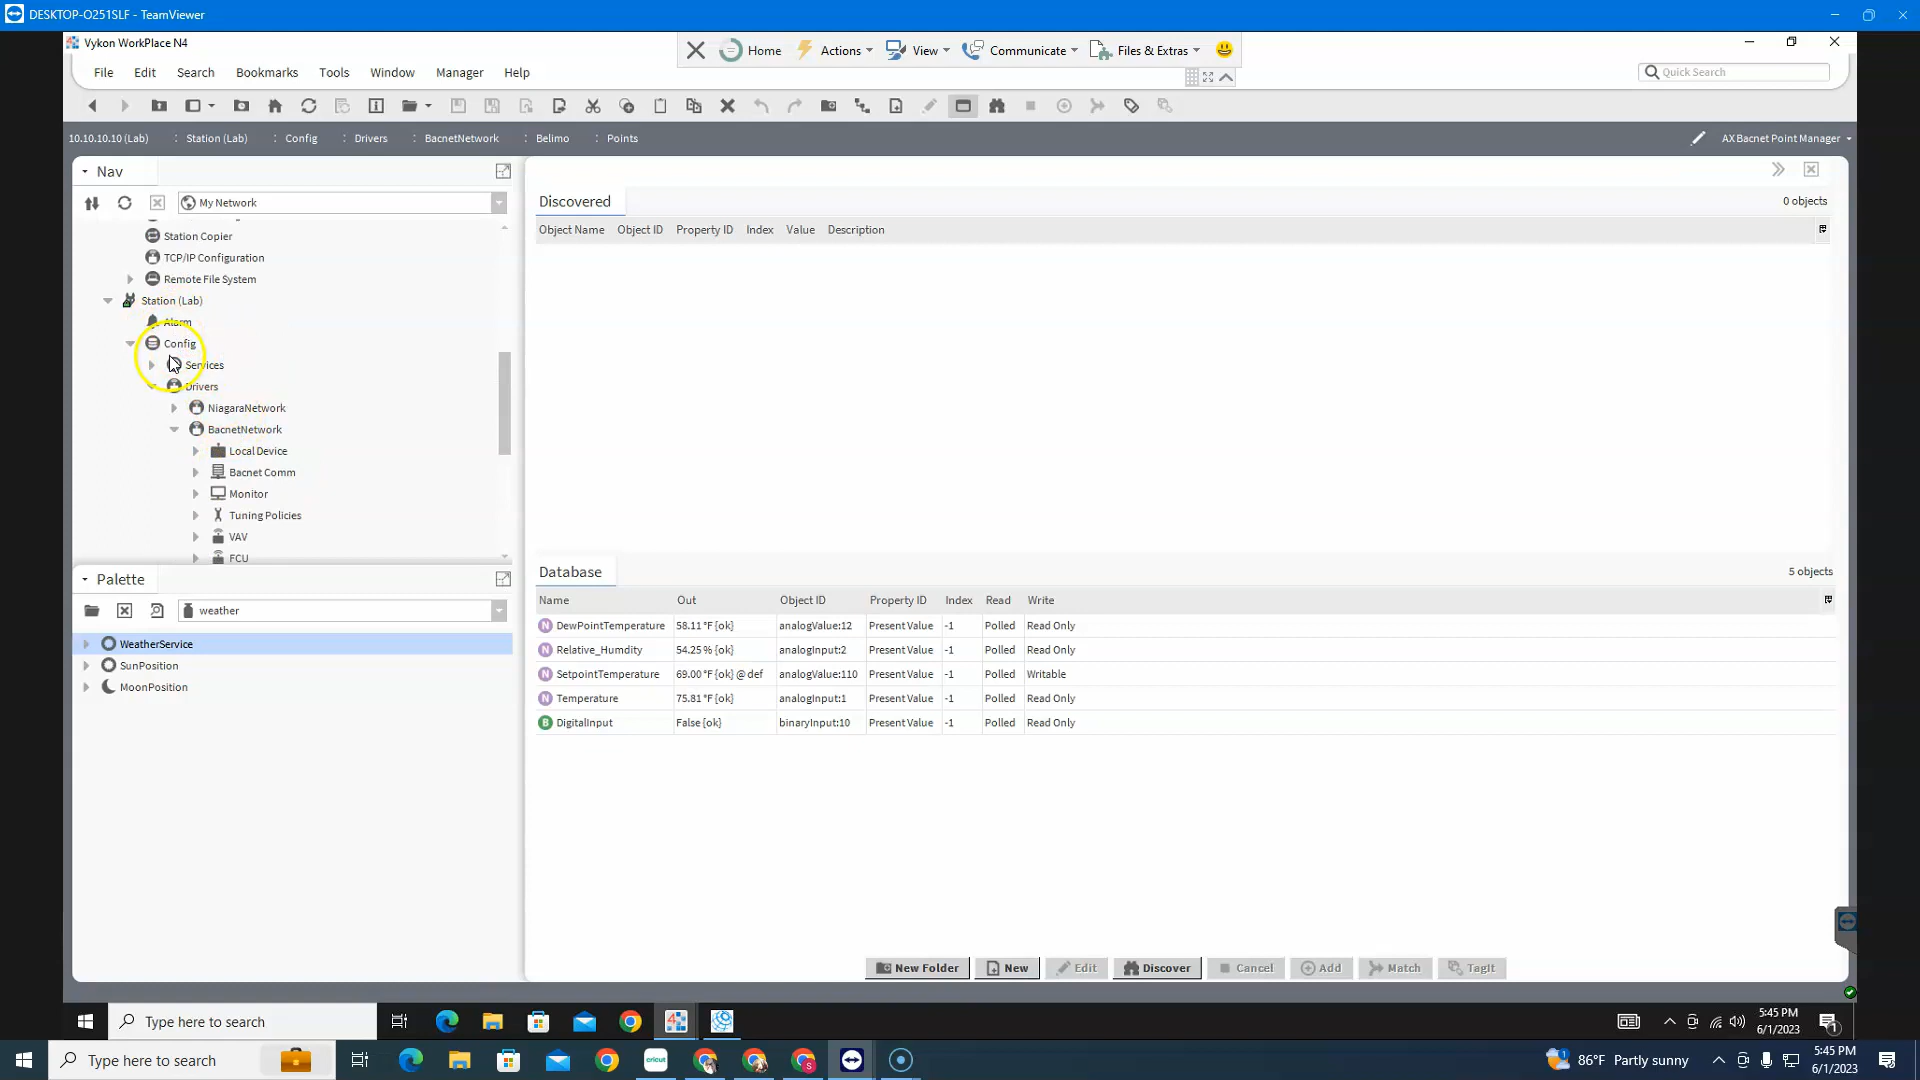 DESKTOP-O251SLF - TeamViewer
Vykon WorkPlace N4
Home Actions View Communicate Files & Extras
File Edit Search Bookmarks Tools Window Manager Help
Quick Search
10.10.10.10 (Lab) : Station (Lab) : Config : Drivers : BacnetNetwork : Belimo : Points
AX Bacnet Point Manager
Nav
My Network
Station Copier
TCP/IP Configuration
Remote File System
Station (Lab)
Alarm
Config
Services
Drivers
NiagaraNetwork
BacnetNetwork
Local Device
Bacnet Comm
Monitor
Tuning Policies
VAV
FCU
Palette
weather
WeatherService
SunPosition
MoonPosition
Discovered 0 objects
Object Name Object ID Property ID Index Value Description
Database 5 objects
Name Out Object ID Property ID Index Read Write
N DewPointTemperature 58.11 °F {ok} analogValue:12 Present Value -1 Polled Read Only
N Relative_Humdity 54.25 % {ok} analogInput:2 Present Value -1 Polled Read Only
N SetpointTemperature 69.00 °F {ok} @ def analogValue:110 Present Value -1 Polled Writable
N Temperature 75.81 °F {ok} analogInput:1 Present Value -1 Polled Read Only
B DigitalInput False {ok} binaryInput:10 Present Value -1 Polled Read Only
New Folder New Edit Discover Cancel Add Match TagIt
Type here to search
5:45 PM
6/1/2023
1
Type here to search
86°F Partly sunny
5:45 PM
6/1/2023